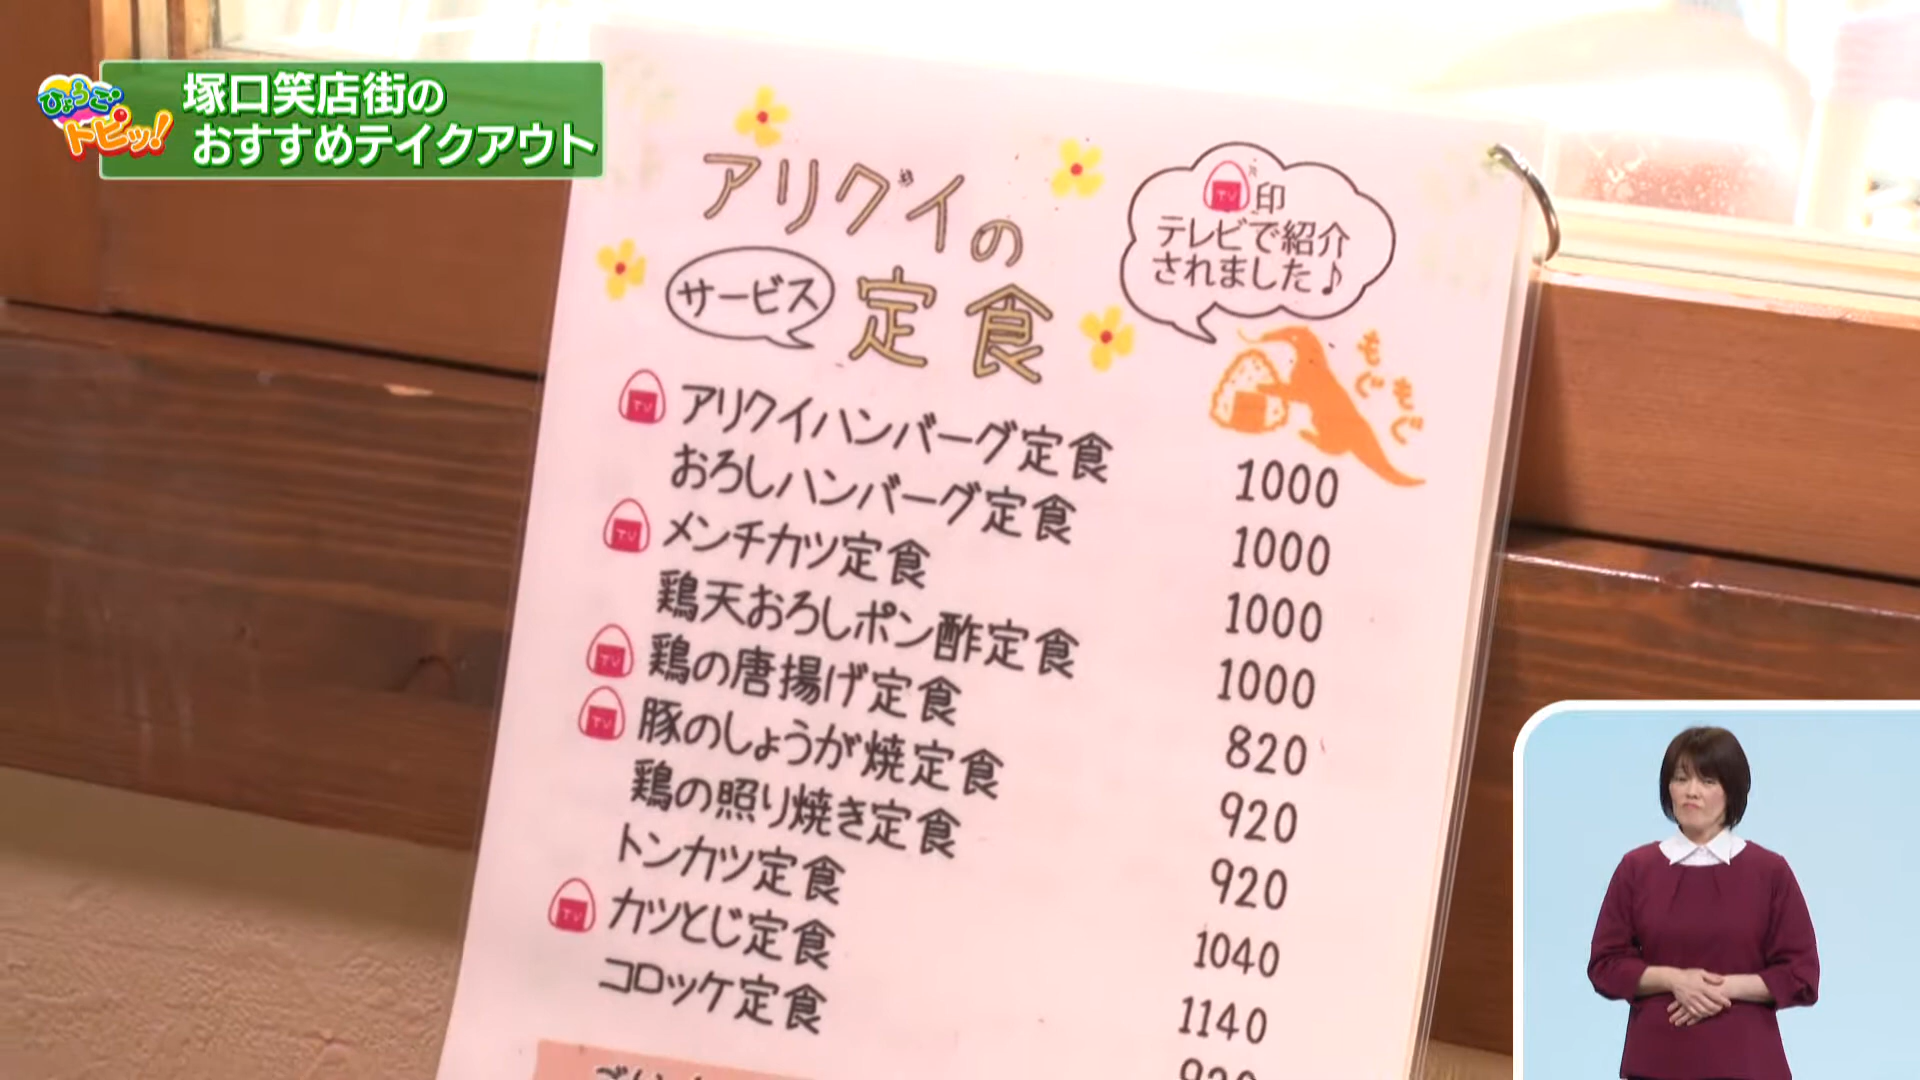 ひょうご
トピッ!
塚口笑店街の
おすすめテイクアウト
アリクイの
サービス
定食
TV印
テレビで紹介
されました♪
もぐ
もぐ
TV アリクイハンバーグ定食 1000
おろしハンバーグ定食 1000
TV メンチカツ定食 1000
鶏天おろしポン酢定食 1000
TV 鶏の唐揚げ定食 820
TV 豚のしょうが焼定食 920
鶏の照り焼き定食 920
トンカツ定食 1040
TV カツとじ定食 1140
コロッケ定食